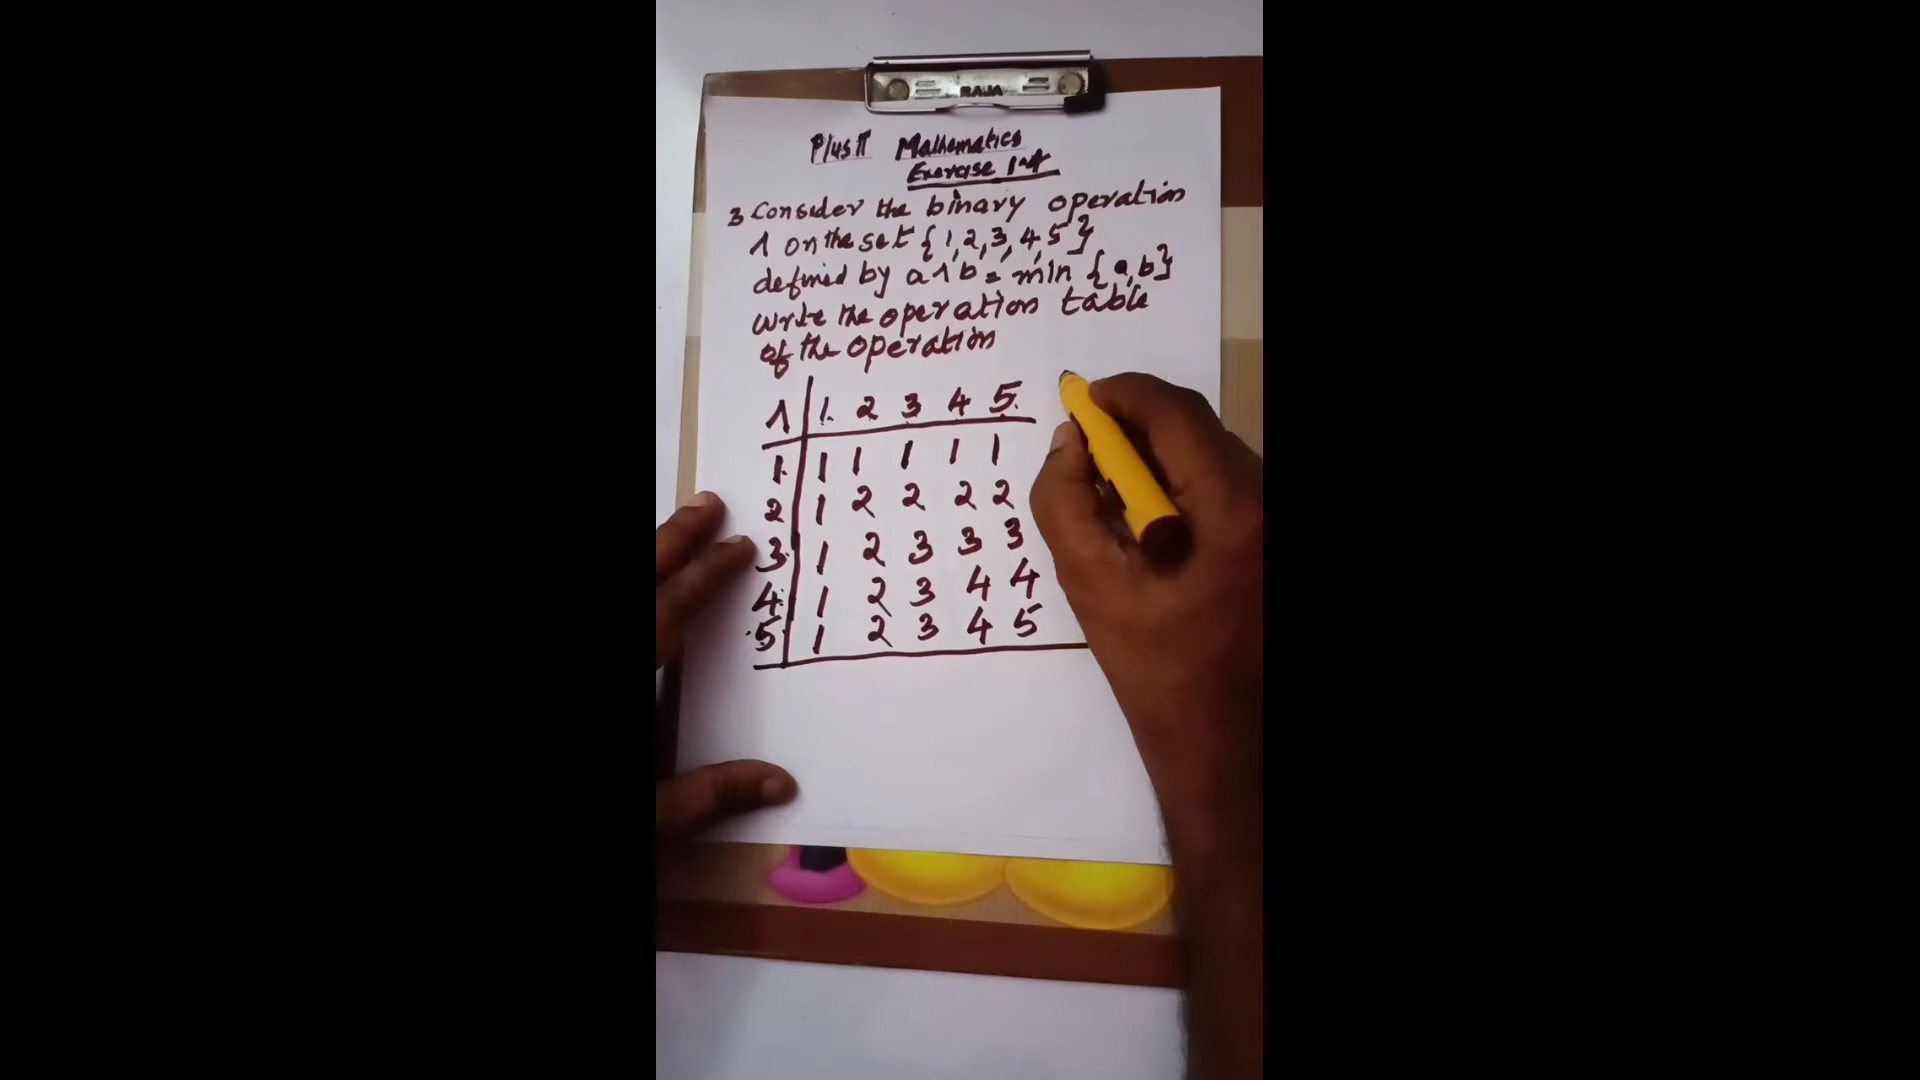 RAJA
Plus II Mathematics
Exercise 1.4
3 Consider the binary operation
∧ on the set {1,2,3,4,5}
defined by a∧b = min {a,b}
write the operation table
of the operation
∧ 1 2 3 4 5
1 1 1 1 1 1
2 1 2 2 2 2
3 1 2 3 3 3
4 1 2 3 4 4
5 1 2 3 4 5